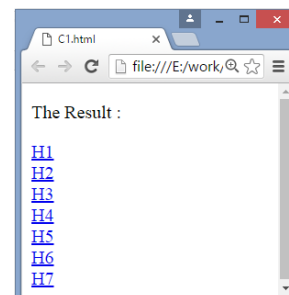 C1.html
file:///E:/work/
The Result :
H1
H2
H3
H4
H5
H6
H7